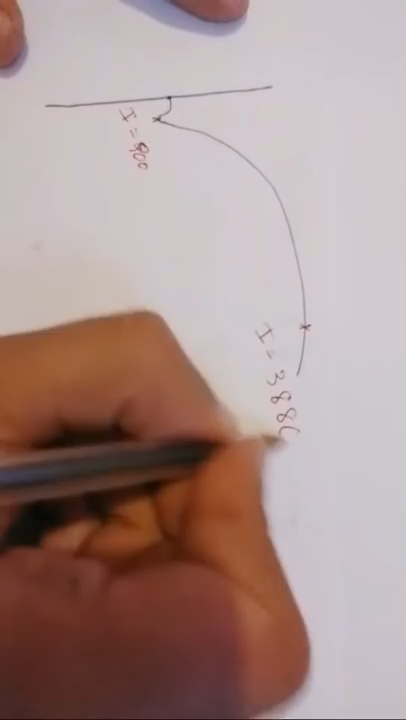 I = 900
I = 388